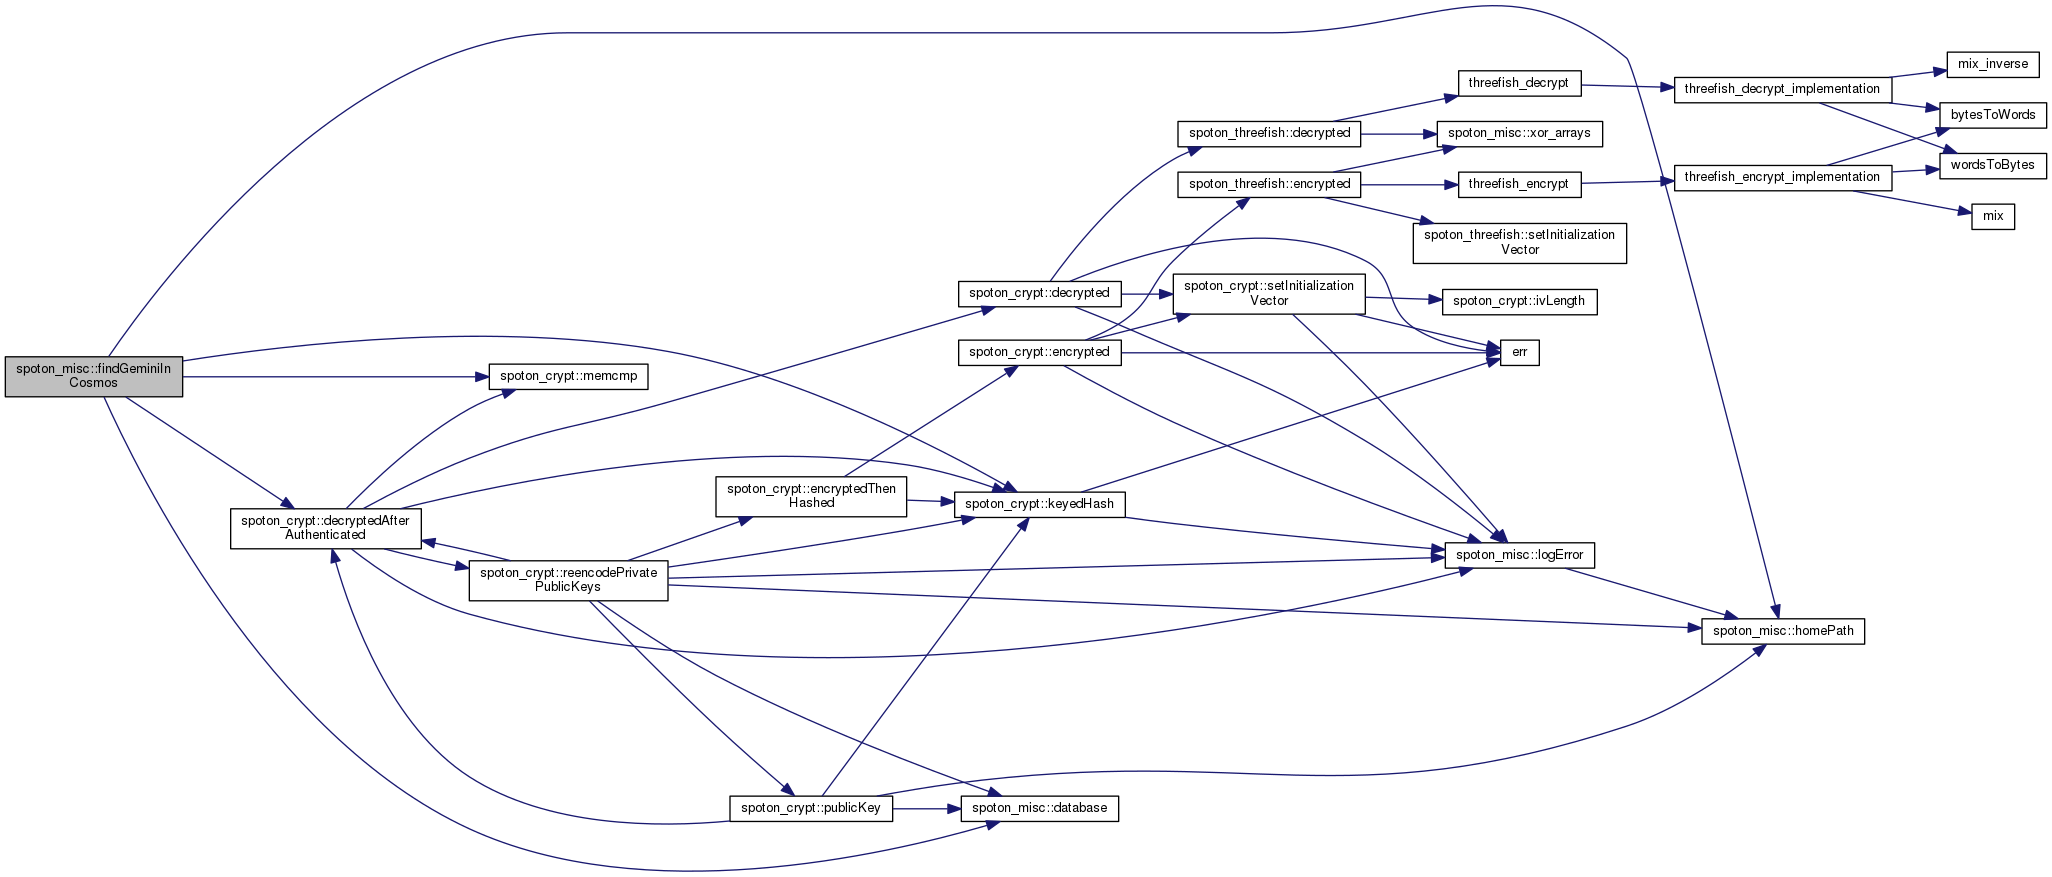 spoton_misc::findGeminiIn
Cosmos
spoton_crypt::memcmp
spoton_crypt::decryptedAfter
Authenticated
spoton_crypt::reencodePrivate
PublicKeys
spoton_crypt::encryptedThen
Hashed
spoton_crypt::publicKey
spoton_crypt::decrypted
spoton_crypt::encrypted
spoton_crypt::keyedHash
spoton_misc::database
spoton_threefish::decrypted
spoton_threefish::encrypted
spoton_crypt::setInitialization
Vector
threefish_decrypt
spoton_misc::xor_arrays
threefish_encrypt
spoton_threefish::setInitialization
Vector
spoton_crypt::ivLength
err
spoton_misc::logError
threefish_decrypt_implementation
threefish_encrypt_implementation
spoton_misc::homePath
mix_inverse
bytesToWords
wordsToBytes
mix